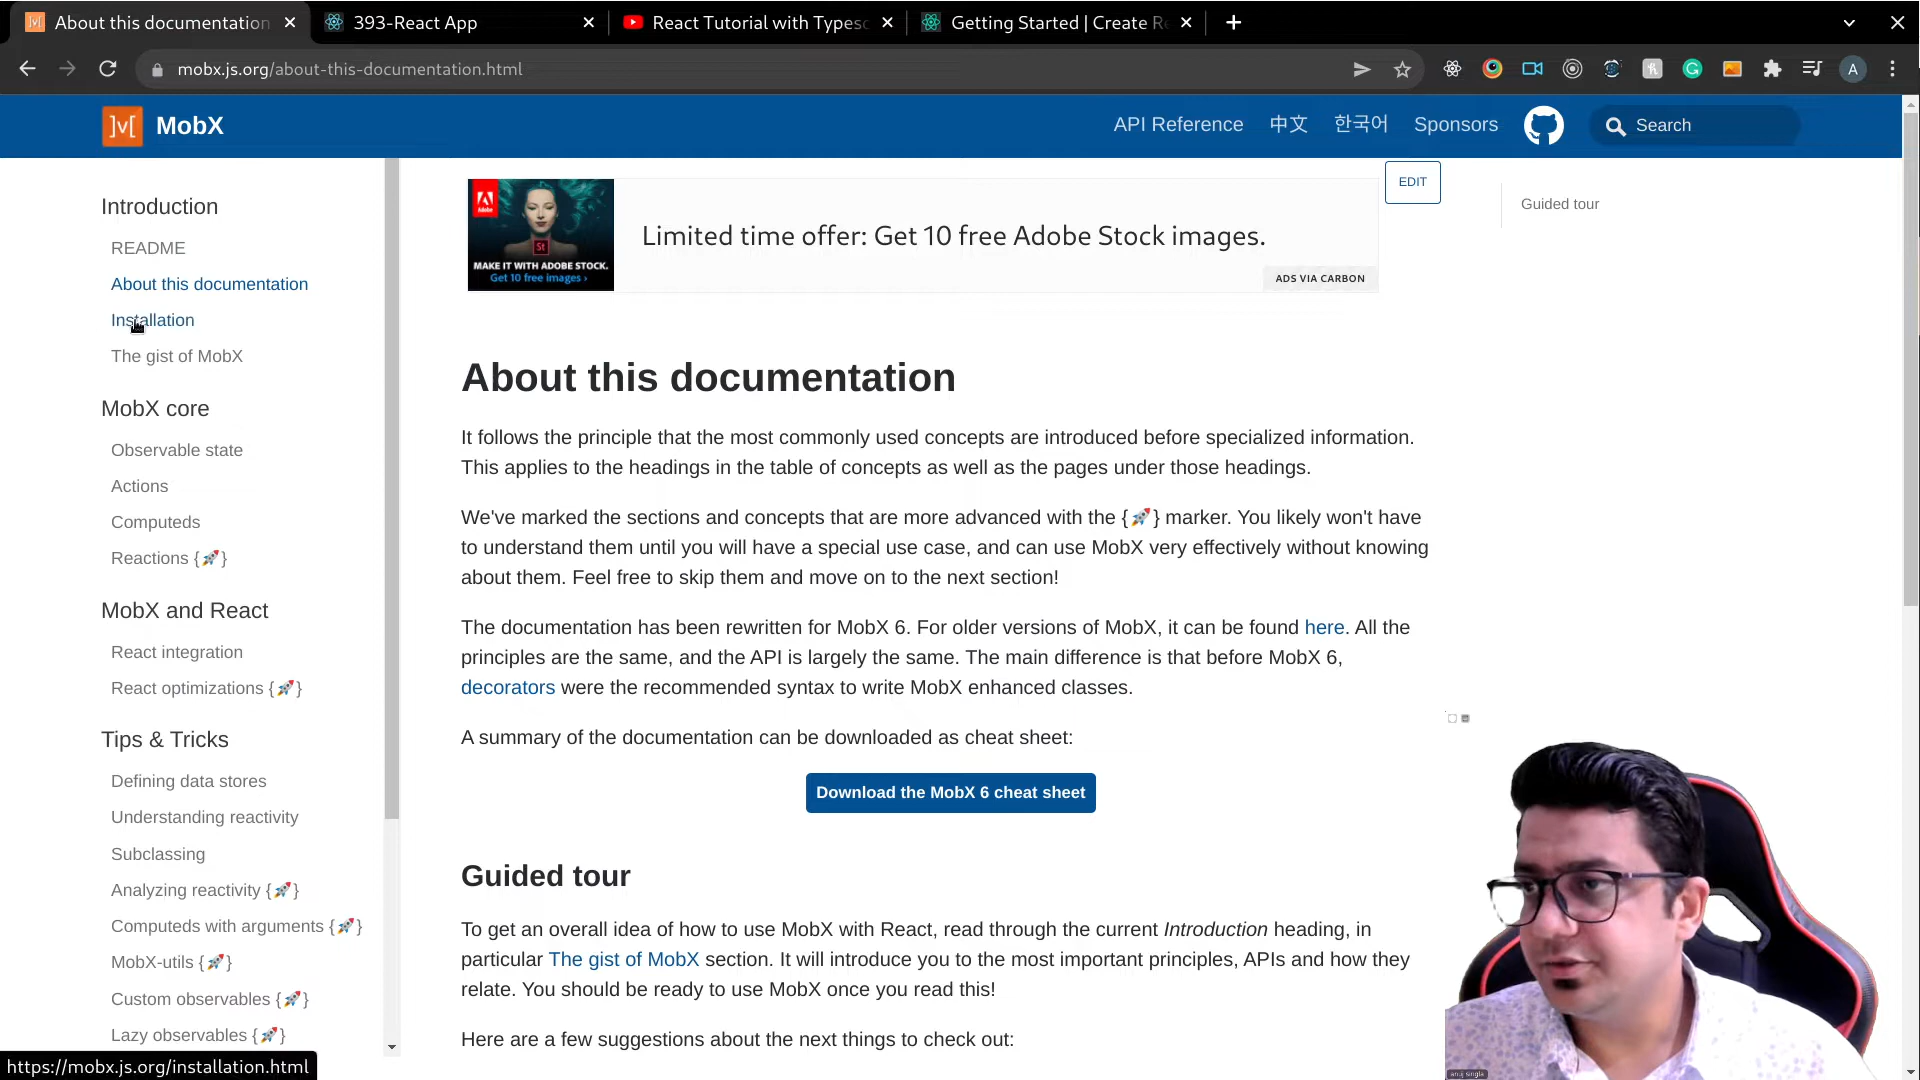 About this documentation
393-React App
React Tutorial with Typesc
Getting Started | Create Re
mobx.js.org/about-this-documentation.html
A
MobX
API Reference
中文
한국어
Sponsors
Search
Introduction
README
About this documentation
Installation
The gist of MobX
MobX core
Observable state
Actions
Computeds
Reactions {🚀}
MobX and React
React integration
React optimizations {🚀}
Tips & Tricks
Defining data stores
Understanding reactivity
Subclassing
Analyzing reactivity {🚀}
Computeds with arguments {🚀}
MobX-utils {🚀}
Custom observables {🚀}
Lazy observables {🚀}
https://mobx.js.org/installation.html
Adobe
St
MAKE IT WITH ADOBE STOCK.
Get 10 free images ›
Limited time offer: Get 10 free Adobe Stock images.
ADS VIA CARBON
EDIT
Guided tour
About this documentation
It follows the principle that the most commonly used concepts are introduced before specialized information.
This applies to the headings in the table of concepts as well as the pages under those headings.
We've marked the sections and concepts that are more advanced with the {🚀} marker. You likely won't have
to understand them until you will have a special use case, and can use MobX very effectively without knowing
about them. Feel free to skip them and move on to the next section!
The documentation has been rewritten for MobX 6. For older versions of MobX, it can be found here. All the
principles are the same, and the API is largely the same. The main difference is that before MobX 6,
decorators were the recommended syntax to write MobX enhanced classes.
A summary of the documentation can be downloaded as cheat sheet:
Download the MobX 6 cheat sheet
Guided tour
To get an overall idea of how to use MobX with React, read through the current Introduction heading, in
particular The gist of MobX section. It will introduce you to the most important principles, APIs and how they
relate. You should be ready to use MobX once you read this!
Here are a few suggestions about the next things to check out:
anuj singla